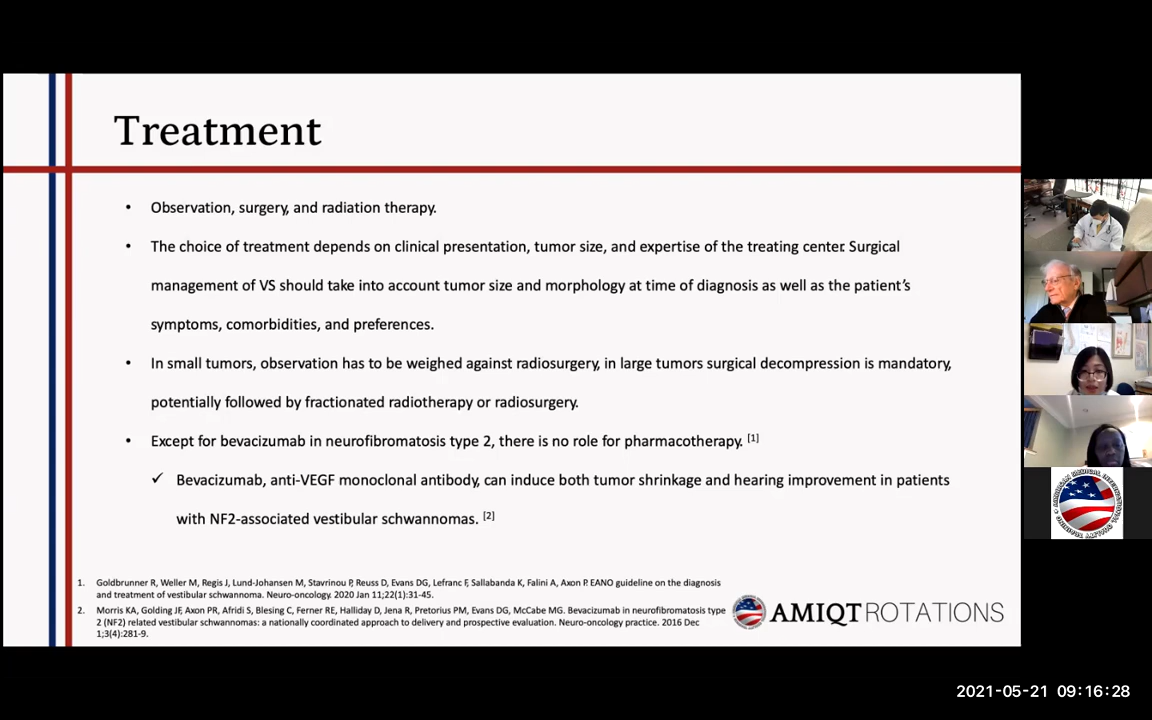 Treatment
• Observation, surgery, and radiation therapy.
• The choice of treatment depends on clinical presentation, tumor size, and expertise of the treating center. Surgical
management of VS should take into account tumor size and morphology at time of diagnosis as well as the patient's
symptoms, comorbidities, and preferences.
• In small tumors, observation has to be weighed against radiosurgery, in large tumors surgical decompression is mandatory,
potentially followed by fractionated radiotherapy or radiosurgery.
• Except for bevacizumab in neurofibromatosis type 2, there is no role for pharmacotherapy. [1]
✓ Bevacizumab, anti-VEGF monoclonal antibody, can induce both tumor shrinkage and hearing improvement in patients
with NF2-associated vestibular schwannomas. [2]
1. Goldbrunner R, Weller M, Regis J, Lund-Johansen M, Stavrinou P, Reuss D, Evans DG, Lefranc F, Sallabanda K, Falini A, Axon P. EANO guideline on the diagnosis
and treatment of vestibular schwannoma. Neuro-oncology. 2020 Jan 11;22(1):31-45.
2. Morris KA, Golding JF, Axon PR, Afridi S, Blesing C, Ferner RE, Halliday D, Jena R, Pretorius PM, Evans DG, McCabe MG. Bevacizumab in neurofibromatosis type
2 (NF2) related vestibular schwannomas: a nationally coordinated approach to delivery and prospective evaluation. Neuro-oncology practice. 2016 Dec
1;3(4):281-9.
AMIQTROTATIONS
2021-05-21 09:16:28